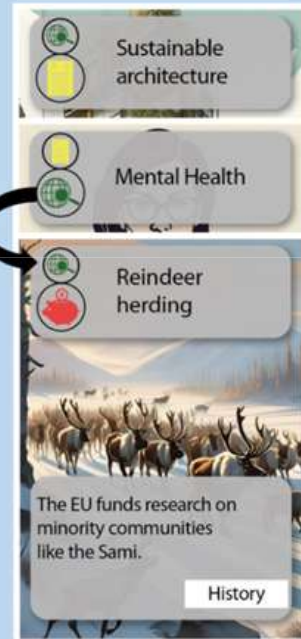 Sustainable
architecture
Mental Health
Reindeer
herding
The EU funds research on
minority communities
like the Sami.
History